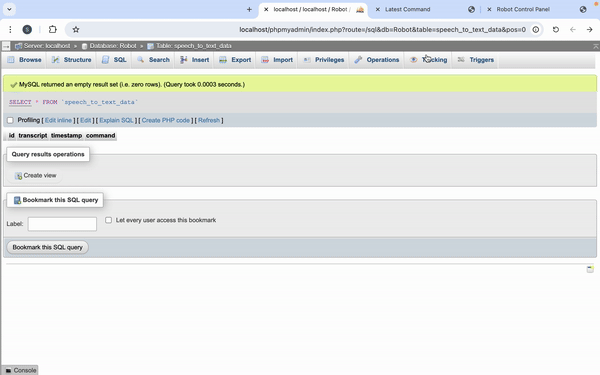 localhost / localhost / Robot
Latest Command
Robot Control Panel
localhost/phpmyadmin/index.php?route=/sql&db=Robot&table=speech_to_text_data&pos=0
Server: localhost » Database: Robot » Table: speech_to_text_data
Browse Structure SQL Search Insert Export Import Privileges Operations Tracking Triggers
MySQL returned an empty result set (i.e. zero rows). (Query took 0.0003 seconds.)
SELECT * FROM `speech_to_text_data`
Profiling [ Edit inline ] [ Edit ] [ Explain SQL ] [ Create PHP code ] [ Refresh ]
id transcript timestamp command
Query results operations
Create view
Bookmark this SQL query
Label: Let every user access this bookmark
Bookmark this SQL query
Console